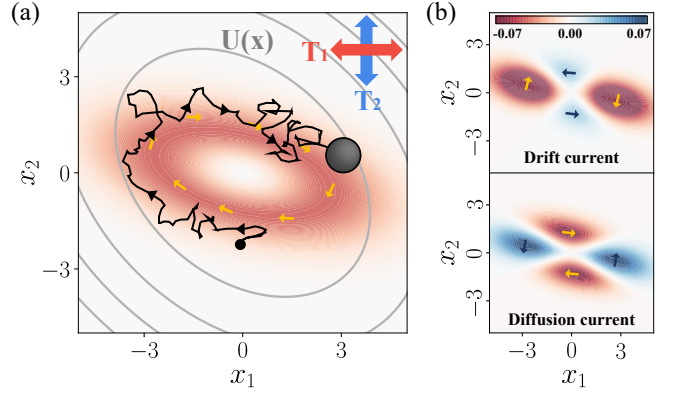 (a)
U(x)
T1
T2
3
0
−3
x2
−3
0
3
x1
(b)
-0.07
0.00
0.07
3
0
−3
x2
Drift current
3
0
−3
x2
Diffusion current
−3
0
3
x1